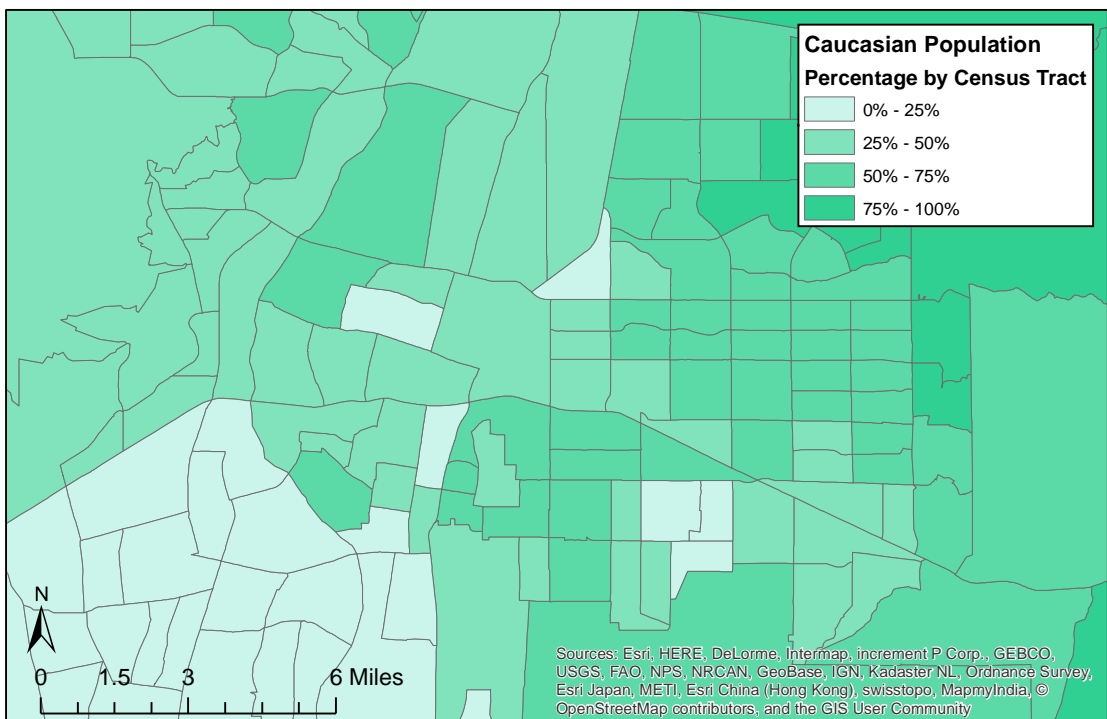 Caucasian Population
Percentage by Census Tract
0% - 25%
25% - 50%
50% - 75%
75% - 100%
N
0 1.5 3 6 Miles
Sources: Esri, HERE, DeLorme, Intermap, increment P Corp., GEBCO,
USGS, FAO, NPS, NRCAN, GeoBase, IGN, Kadaster NL, Ordnance Survey,
Esri Japan, METI, Esri China (Hong Kong), swisstopo, MapmyIndia, ©
OpenStreetMap contributors, and the GIS User Community